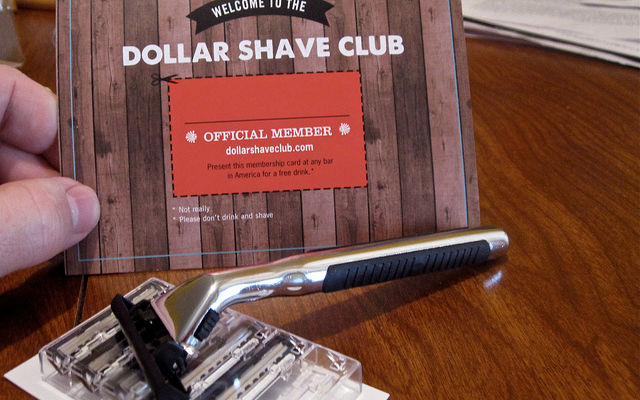 WELCOME TO THE
DOLLAR SHAVE CLUB
OFFICIAL MEMBER
dollarshaveclub.com
Present this membership card at any bar
in America for a free drink.*
* Not really
* Please don't drink and shave